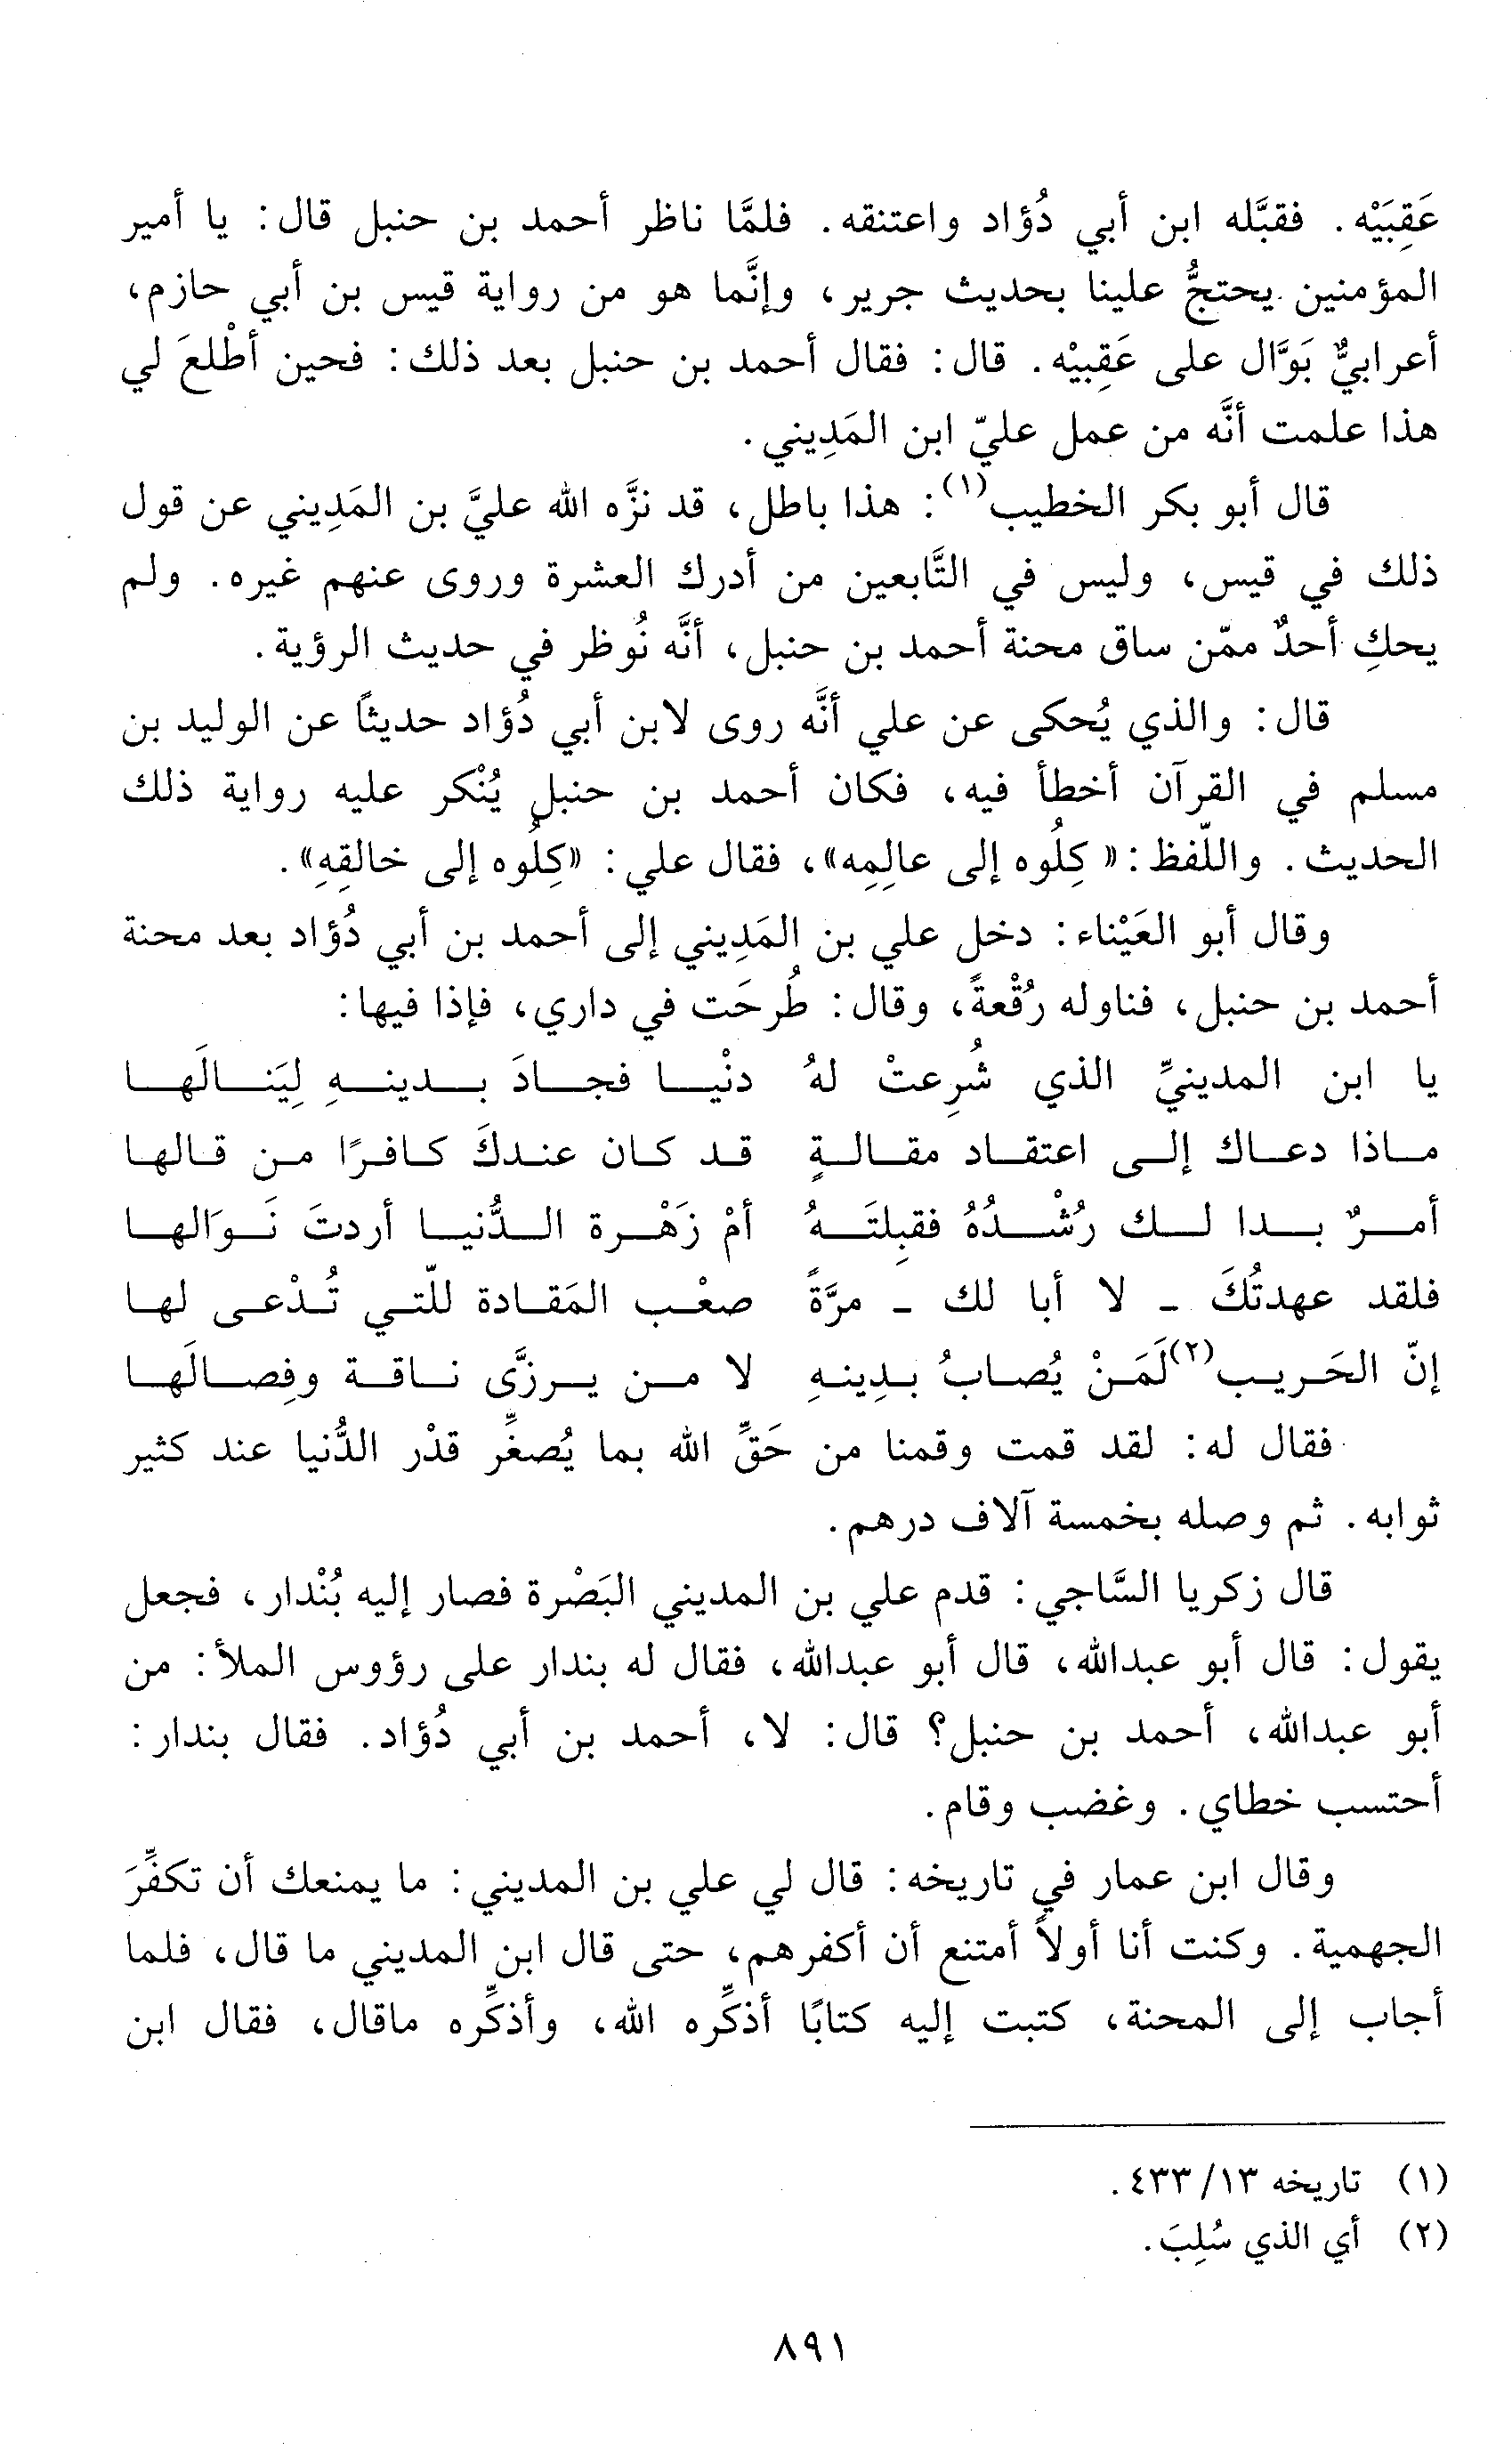 عَقِبَيْه. فقبَّله ابن أبي دُؤاد واعتنقه. فلمَّا ناظر أحمد بن حنبل قال: يا أمير
المؤمنين يحتجُّ علينا بحديث جرير، وإنَّما هو من رواية قيس بن أبي حازم،
أعرابيٌّ بَوَّال على عَقِبيْه. قال: فقال أحمد بن حنبل بعد ذلك: فحين أطْلعَ لي
هذا علمت أنَّه من عمل عليّ ابن المَدِيني.
قال أبو بكر الخطيب(١): هذا باطل، قد نزَّه الله عليَّ بن المَدِيني عن قول
ذلك في قيس، وليس في التَّابعين من أدرك العشرة وروى عنهم غيره. ولم
يحكِ أحدٌ ممّن ساق محنة أحمد بن حنبل، أنَّه نُوظر في حديث الرؤية.
قال: والذي يُحكى عن علي أنَّه روى لابن أبي دُؤاد حديثاً عن الوليد بن
مسلم في القرآن أخطأ فيه، فكان أحمد بن حنبل يُنْكر عليه رواية ذلك
الحديث. واللّفظ: «كِلُوه إلى عالِمِه»، فقال علي: «كِلُوه إلى خالقِهِ».
وقال أبو العَيْناء: دخل علي بن المَدِيني إلى أحمد بن أبي دُؤاد بعد محنة
أحمد بن حنبل، فناوله رُقْعةً، وقال: طُرحَت في داري، فإذا فيها:
يا ابن المدينيِّ الذي شُرِعتْ لهُ دنْيا فجادَ بدينهِ لِيَنالَها
ماذا دعاك إلى اعتقاد مقالةٍ قد كان عندكَ كافرًا من قالها
أمرٌ بدا لك رُشْدُهُ فقبِلتَهُ أمْ زَهْرة الدُّنيا أردتَ نَوَالها
فلقد عهدتُكَ - لا أبا لك - مرَّةً صعْب المَقادة للّتي تُدْعى لها
إنّ الحَريب(٢) لَمَنْ يُصابُ بدِينهِ لا من يرزَّى ناقة وفِصالَها
فقال له: لقد قمت وقمنا من حَقِّ الله بما يُصغِّر قدْر الدُّنيا عند كثير
ثوابه. ثم وصله بخمسة آلاف درهم.
قال زكريا السَّاجي: قدم علي بن المديني البَصْرة فصار إليه بُنْدار، فجعل
يقول: قال أبو عبدالله، قال أبو عبدالله، فقال له بندار على رؤوس الملأ: من
أبو عبدالله، أحمد بن حنبل؟ قال: لا، أحمد بن أبي دُؤاد. فقال بندار:
أحتسب خطاي. وغضب وقام.
وقال ابن عمار في تاريخه: قال لي علي بن المديني: ما يمنعك أن تكفِّرَ
الجهمية. وكنت أنا أولاً أمتنع أن أكفرهم، حتى قال ابن المديني ما قال، فلما
أجاب إلى المحنة، كتبت إليه كتابًا أذكِّره الله، وأذكِّره ماقال، فقال ابن
(١) تاريخه ١٣/ ٤٣٣.
(٢) أي الذي سُلِبَ.
٨٩١